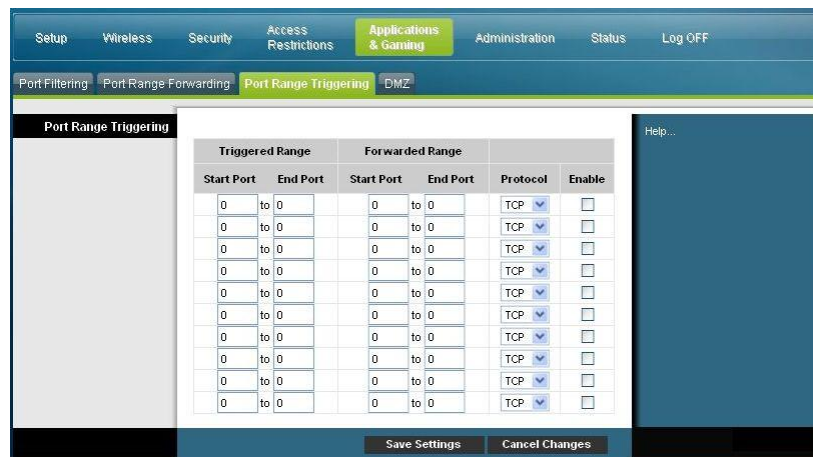 Setup Wireless Security Access Restrictions Applications & Gaming Administration Status Log OFF
Port Filtering Port Range Forwarding Port Range Triggering DMZ
Port Range Triggering
Help...
Triggered Range Forwarded Range
Start Port End Port Start Port End Port Protocol Enable
0 to 0 0 to 0 TCP
0 to 0 0 to 0 TCP
0 to 0 0 to 0 TCP
0 to 0 0 to 0 TCP
0 to 0 0 to 0 TCP
0 to 0 0 to 0 TCP
0 to 0 0 to 0 TCP
0 to 0 0 to 0 TCP
0 to 0 0 to 0 TCP
0 to 0 0 to 0 TCP
Save Settings Cancel Changes